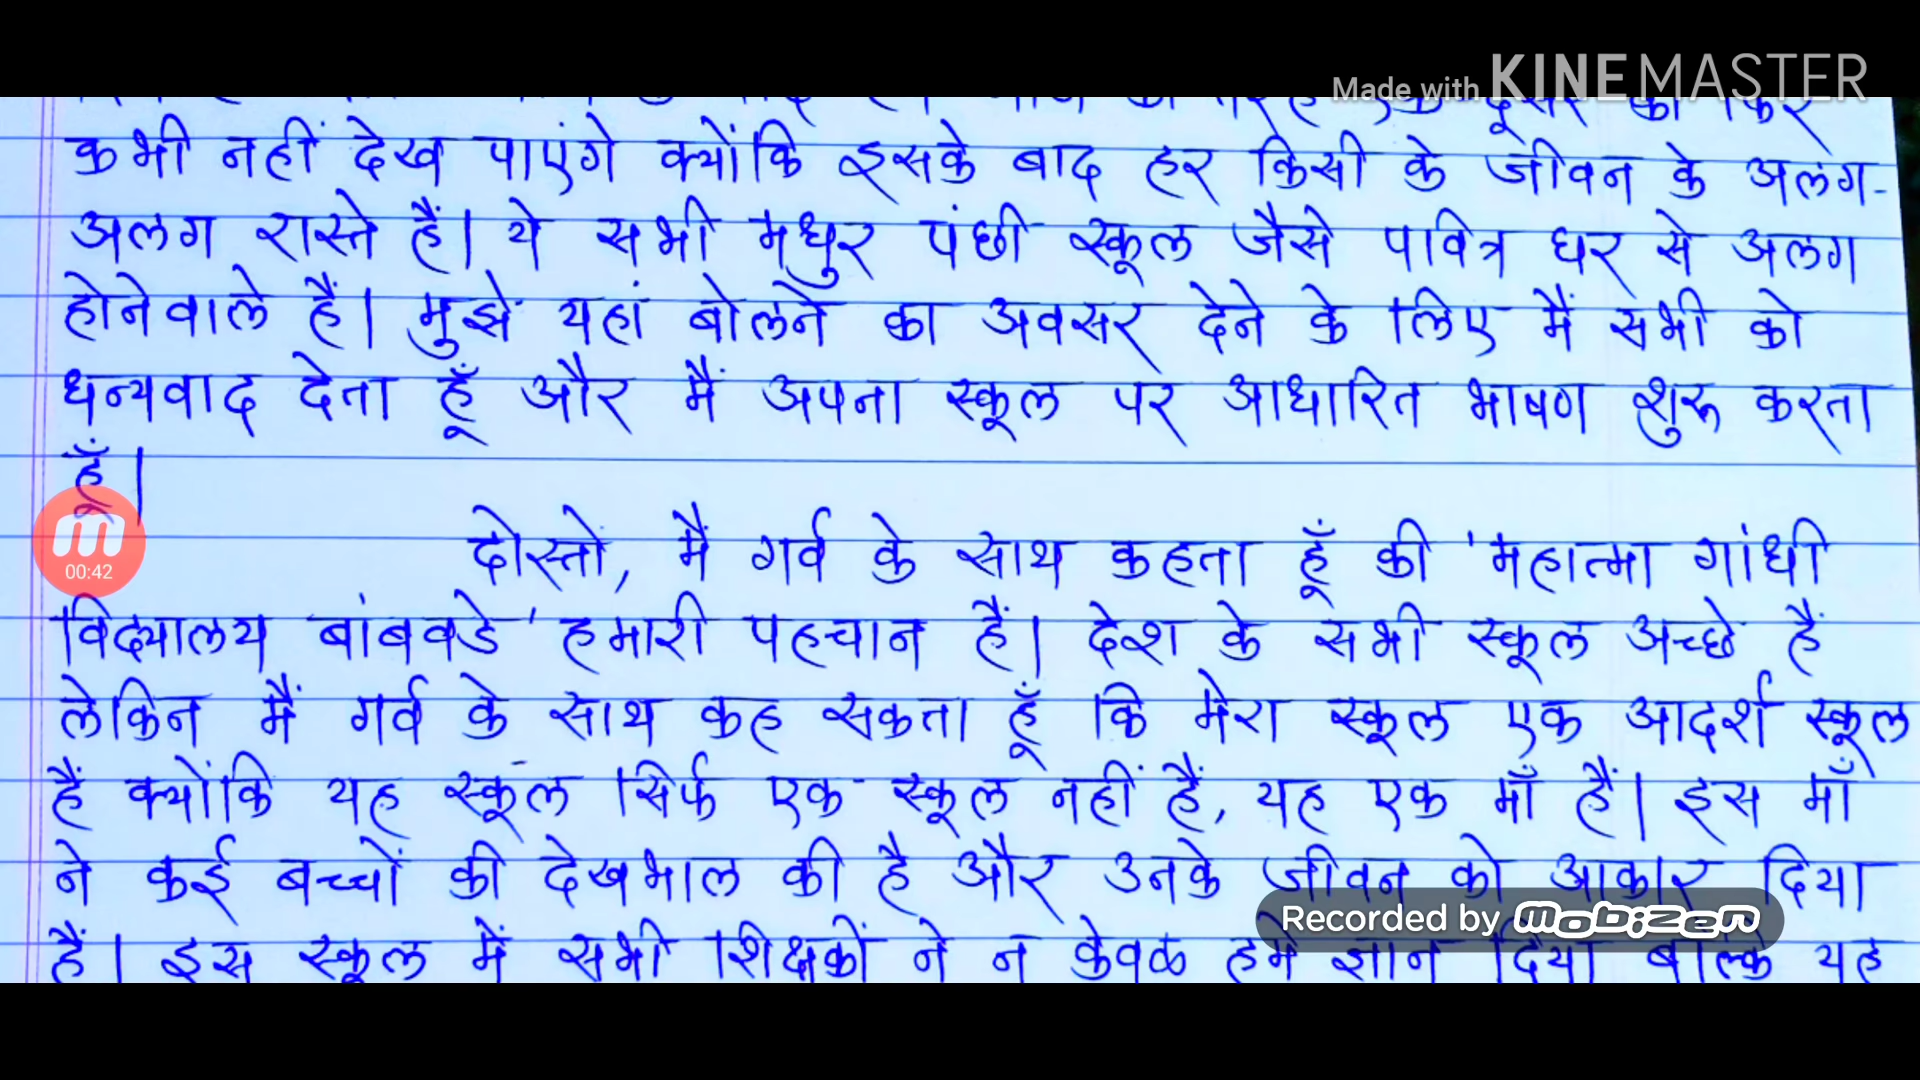 Made with KINEMASTER
कभी नहीं देख पाएंगे क्योंकि इसके बाद हर किसी के जीवन के अलग-
अलग रास्ते हैं। ये सभी मधुर पंछी स्कूल जैसे पवित्र घर से अलग
होनेवाले हैं। मुझे यहां बोलने का अवसर देने के लिए मैं सभी को
धन्यवाद देता हूँ और मैं अपना स्कूल पर आधारित भाषण शुरू करता
हूँ।
00:42
दोस्तो, मैं गर्व के साथ कहता हूँ की 'महात्मा गांधी
विद्यालय बांबवडे' हमारी पहचान हैं। देश के सभी स्कूल अच्छे हैं
लेकिन मैं गर्व के साथ कह सकता हूँ कि मेरा स्कूल एक आदर्श स्कूल
हैं क्योंकि यह स्कूल सिर्फ एक स्कूल नहीं हैं, यह एक माँ हैं। इस माँ
ने कई बच्चों की देखभाल की है और उनके जीवन को आकार दिया
Recorded by mobizen
हैं। इस स्कूल में सभी शिक्षकों ने न केवळ हमे ज्ञान दिया बल्कि यह